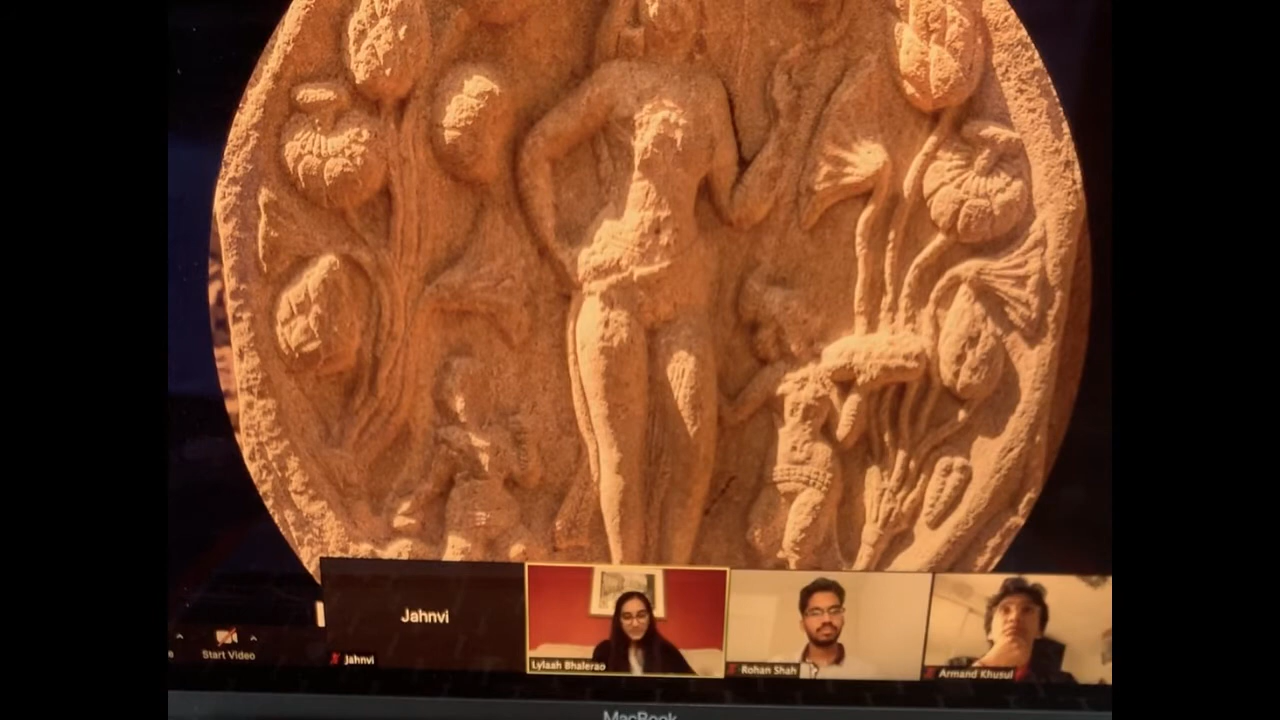 Jahnvi
Start Video
Jahnvi
Lylaah Bhalerao
Rohan Shah
Armand Khusul
MacBook